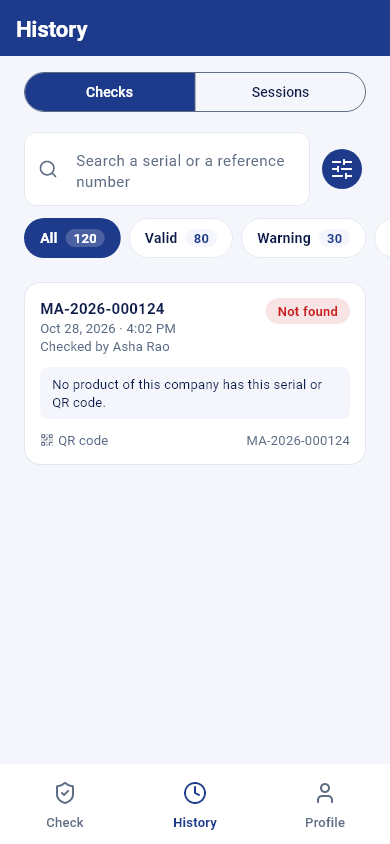 History
Checks
Sessions
Search a serial or a reference
number
All 120
Valid 80
Warning 30
MA-2026-000124
Not found
Oct 28, 2026 · 4:02 PM
Checked by Asha Rao
No product of this company has this serial or
QR code.
QR code
MA-2026-000124
Check
History
Profile